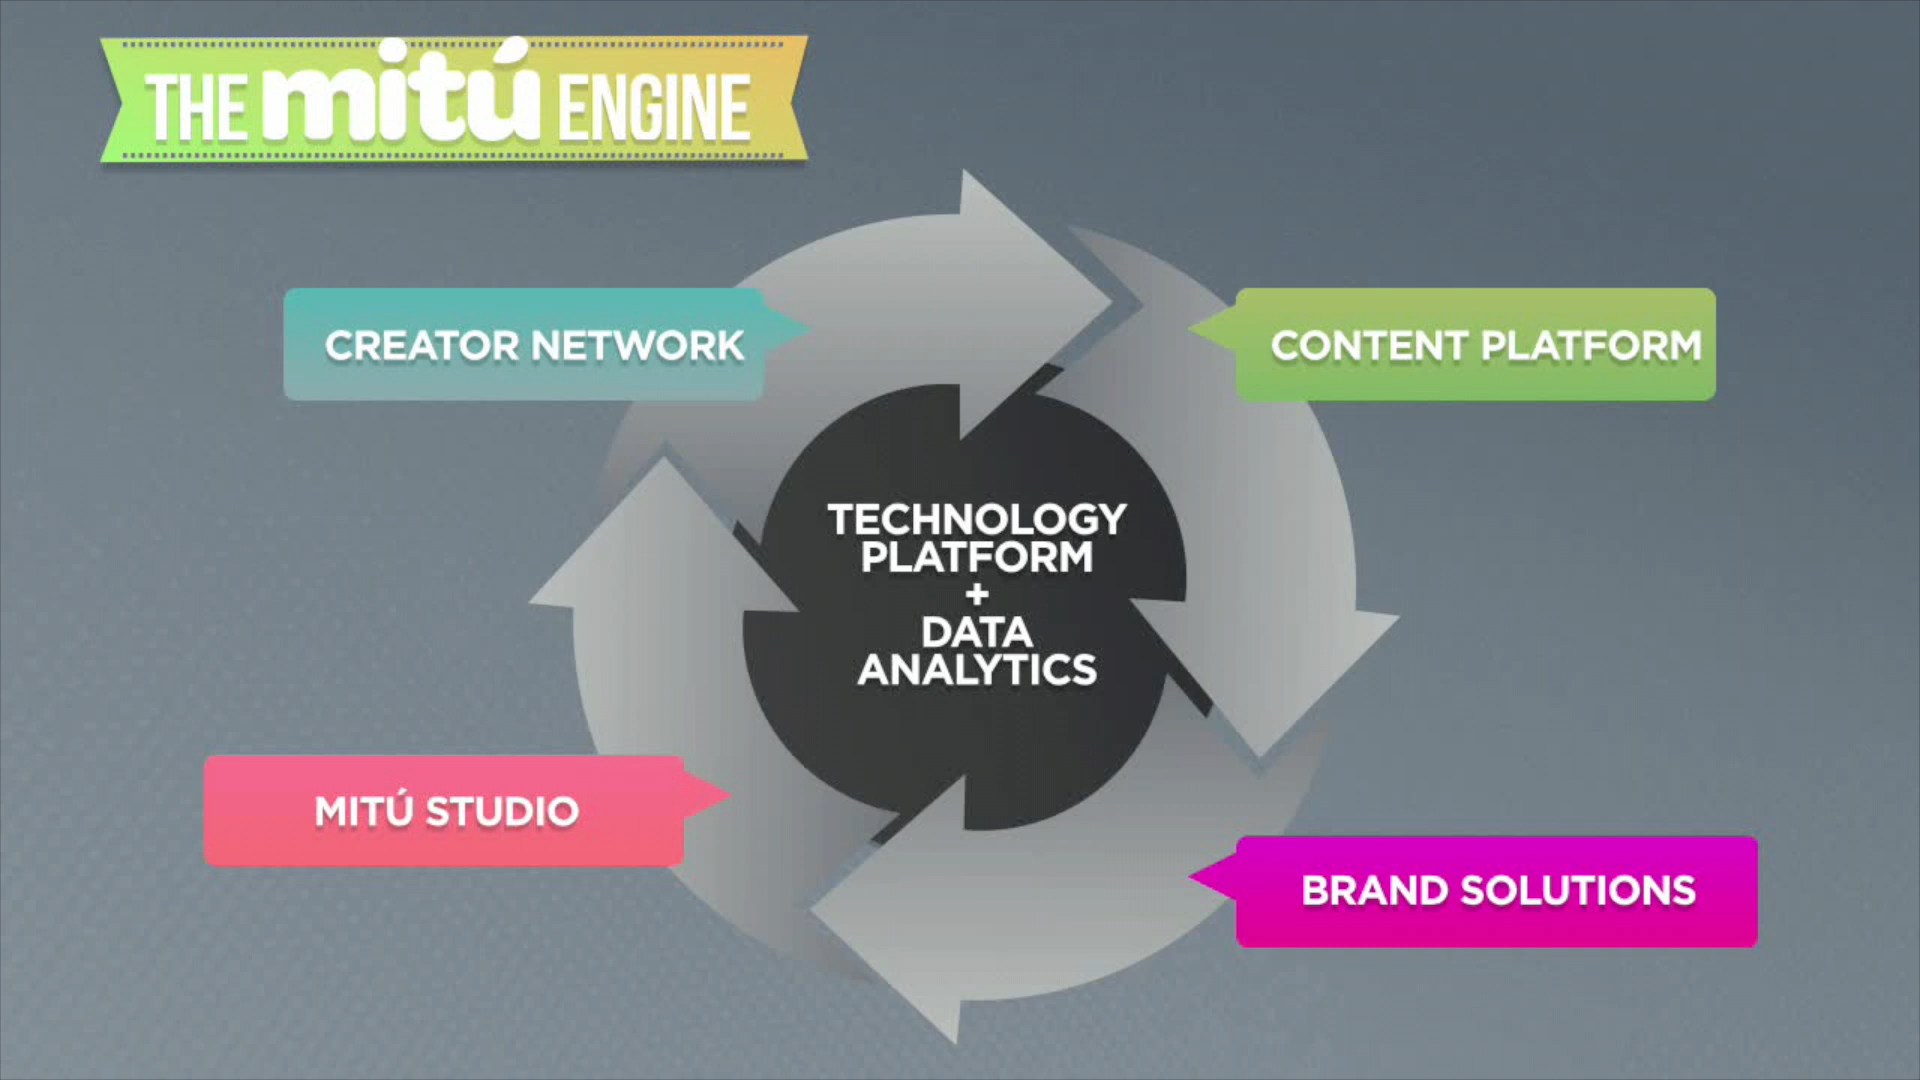 THE mitú ENGINE
CREATOR NETWORK
CONTENT PLATFORM
TECHNOLOGY
PLATFORM
+
DATA
ANALYTICS
MITÚ STUDIO
BRAND SOLUTIONS